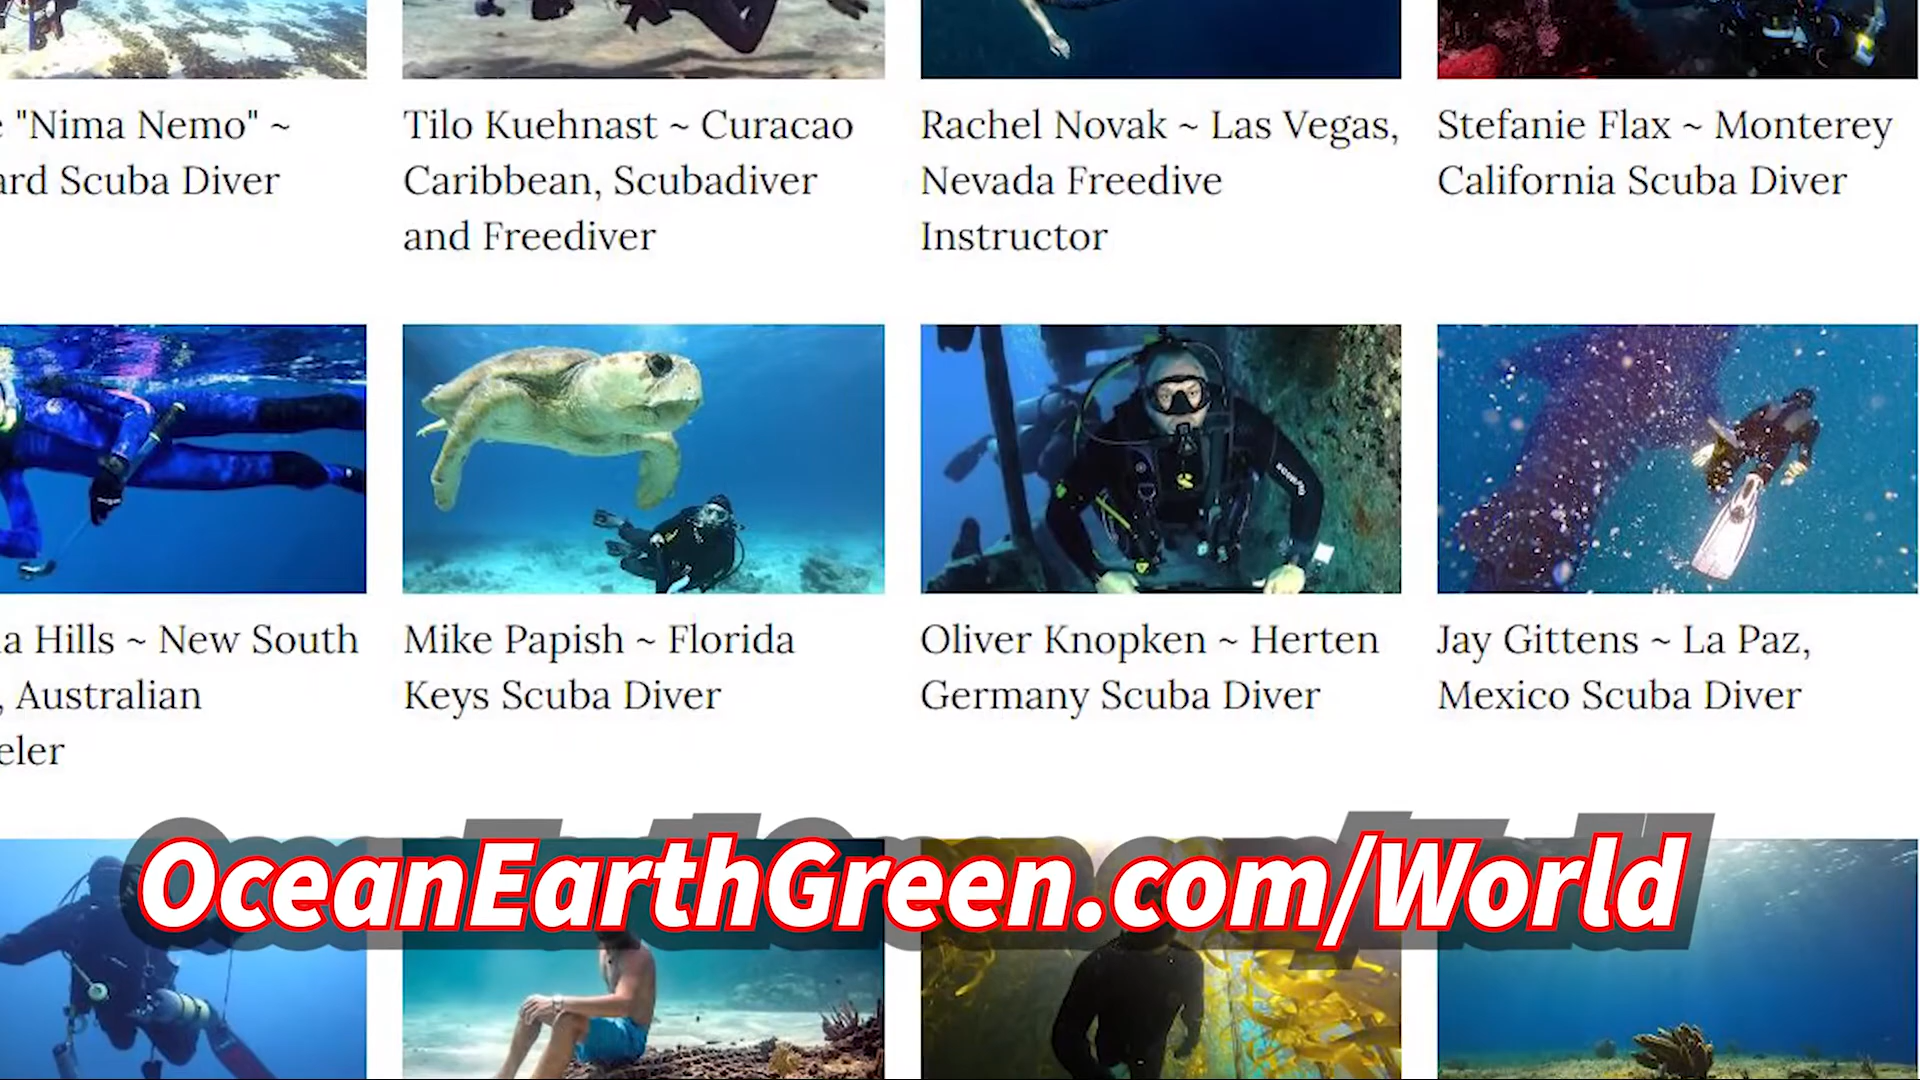 "Nima Nemo" ~
Scuba Diver
Tilo Kuehnast ~ Curacao
Caribbean, Scubadiver
and Freediver
Rachel Novak ~ Las Vegas,
Nevada Freedive
Instructor
Stefanie Flax ~ Monterey
California Scuba Diver
Hills ~ New South
, Australian
Mike Papish ~ Florida
Keys Scuba Diver
Oliver Knopken ~ Herten
Germany Scuba Diver
Jay Gittens ~ La Paz,
Mexico Scuba Diver
OceanEarthGreen.com/World